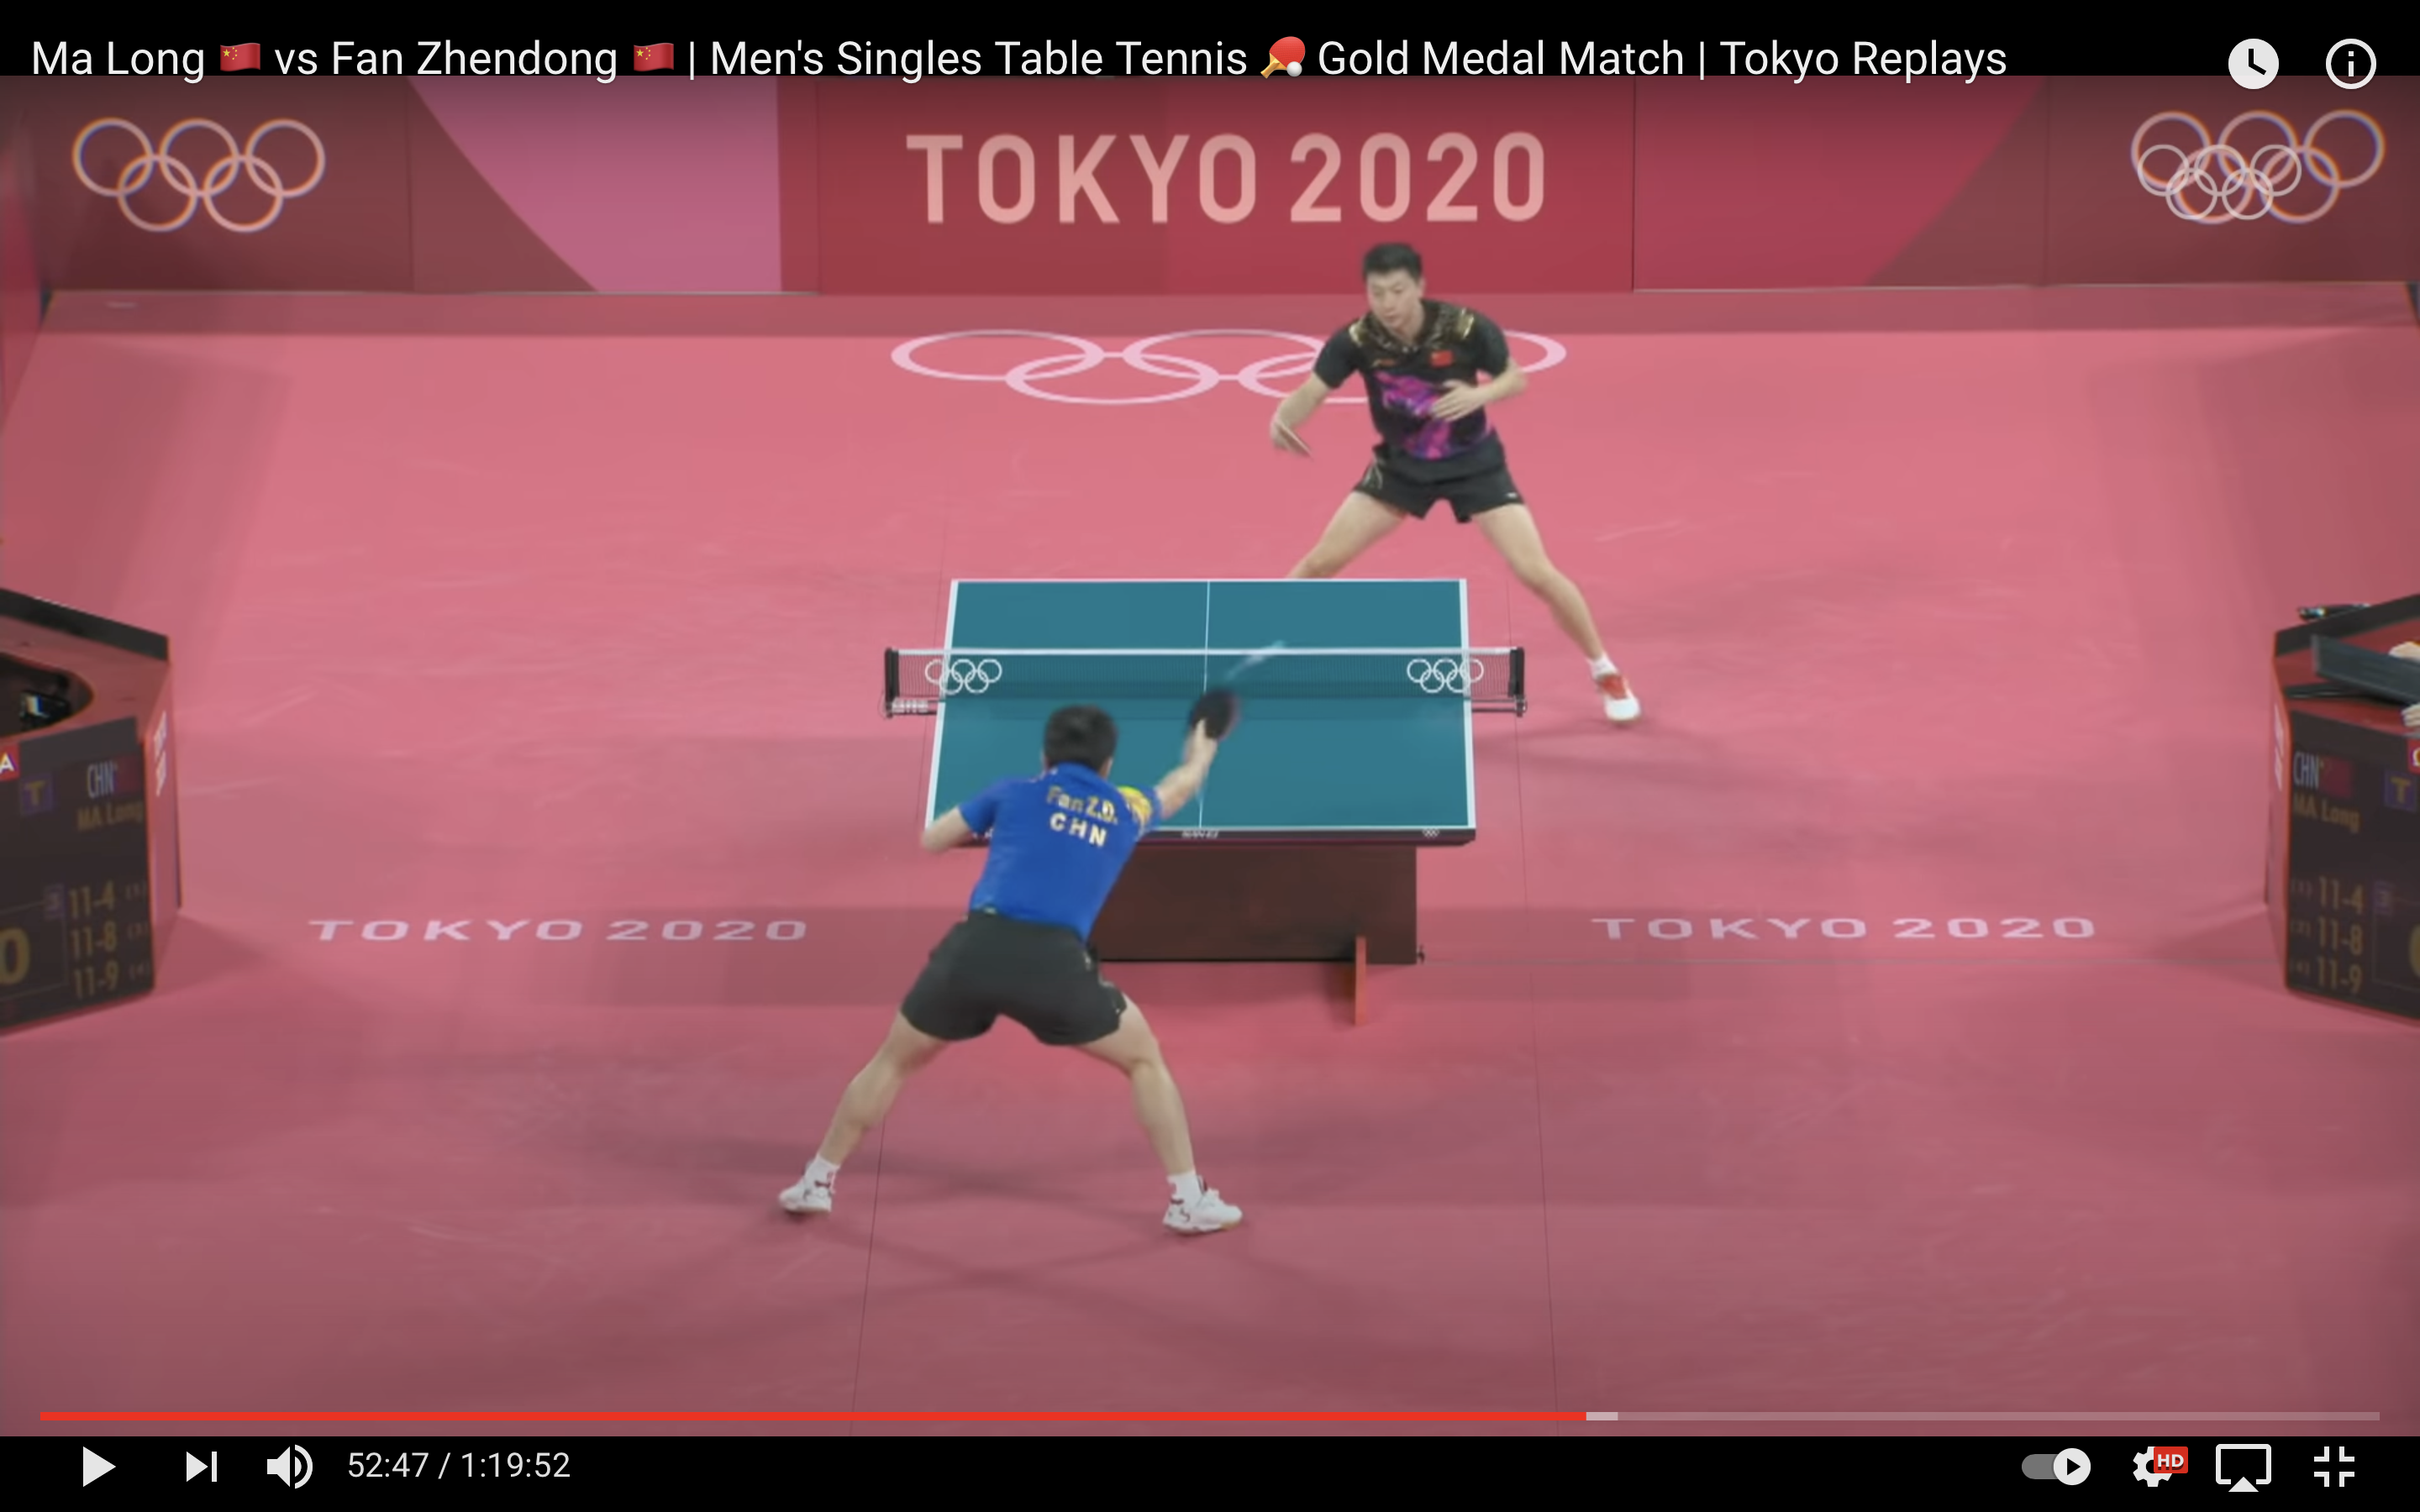 Ma Long 🇨🇳 vs Fan Zhendong 🇨🇳 | Men's Singles Table Tennis 🏓 Gold Medal Match | Tokyo Replays
TOKYO 2020
Fan Z.D.
CHN
A
T
CHN
MA Long
11-4
11-8
11-9
0
CHN
MA Long
T
11-4
11-8
11-9
TOKYO 2020
TOKYO 2020
52:47 / 1:19:52
HD